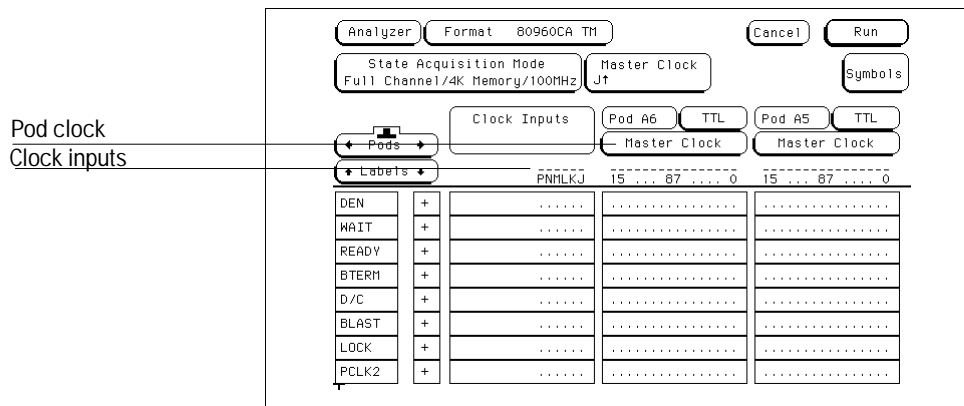 Analyzer Format 80960CA TM Cancel Run
State Acquisition Mode
Full Channel/4K Memory/100MHz
Master Clock
J↑
Symbols
Pod clock
Clock inputs
← Pods →
Clock Inputs
Pod A6 TTL Pod A5 TTL
Master Clock Master Clock
↑ Labels ↓
PNMLKJ 15 ... 87 .... 0 15 ... 87 .... 0
DEN + ...... ................ ................
WAIT + ...... ................ ................
READY + ...... ................ ................
BTERM + ...... ................ ................
D/C + ...... ................ ................
BLAST + ...... ................ ................
LOCK + ...... ................ ................
PCLK2 + ...... ................ ................